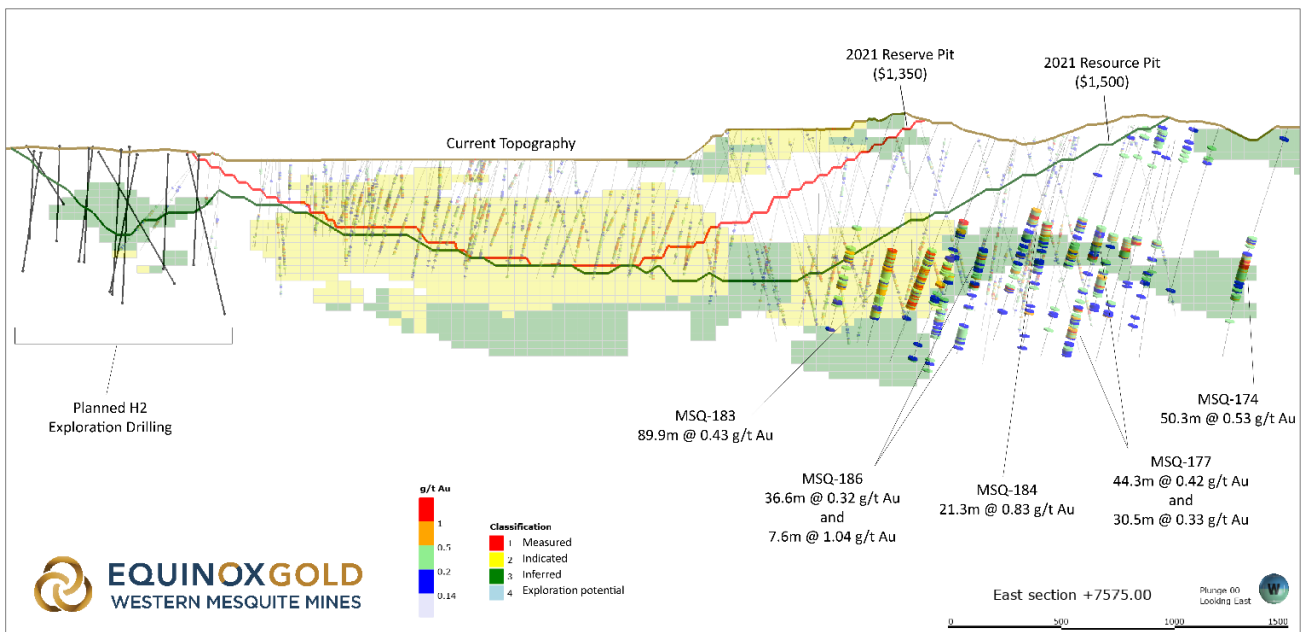 2021 Reserve Pit
($1,350)
2021 Resource Pit
($1,500)
Current Topography
Planned H2
Exploration Drilling
MSQ-183
89.9m @ 0.43 g/t Au
MSQ-186
36.6m @ 0.32 g/t Au
and
7.6m @ 1.04 g/t Au
MSQ-184
21.3m @ 0.83 g/t Au
MSQ-177
44.3m @ 0.42 g/t Au
and
30.5m @ 0.33 g/t Au
MSQ-174
50.3m @ 0.53 g/t Au
g/t Au
1
0.5
0.2
0.14
Classification
1 Measured
2 Indicated
3 Inferred
4 Exploration potential
EQUINOXGOLD
WESTERN MESQUITE MINES
East section +7575.00
Plunge 00
Looking East
W
0 500 1000 1500